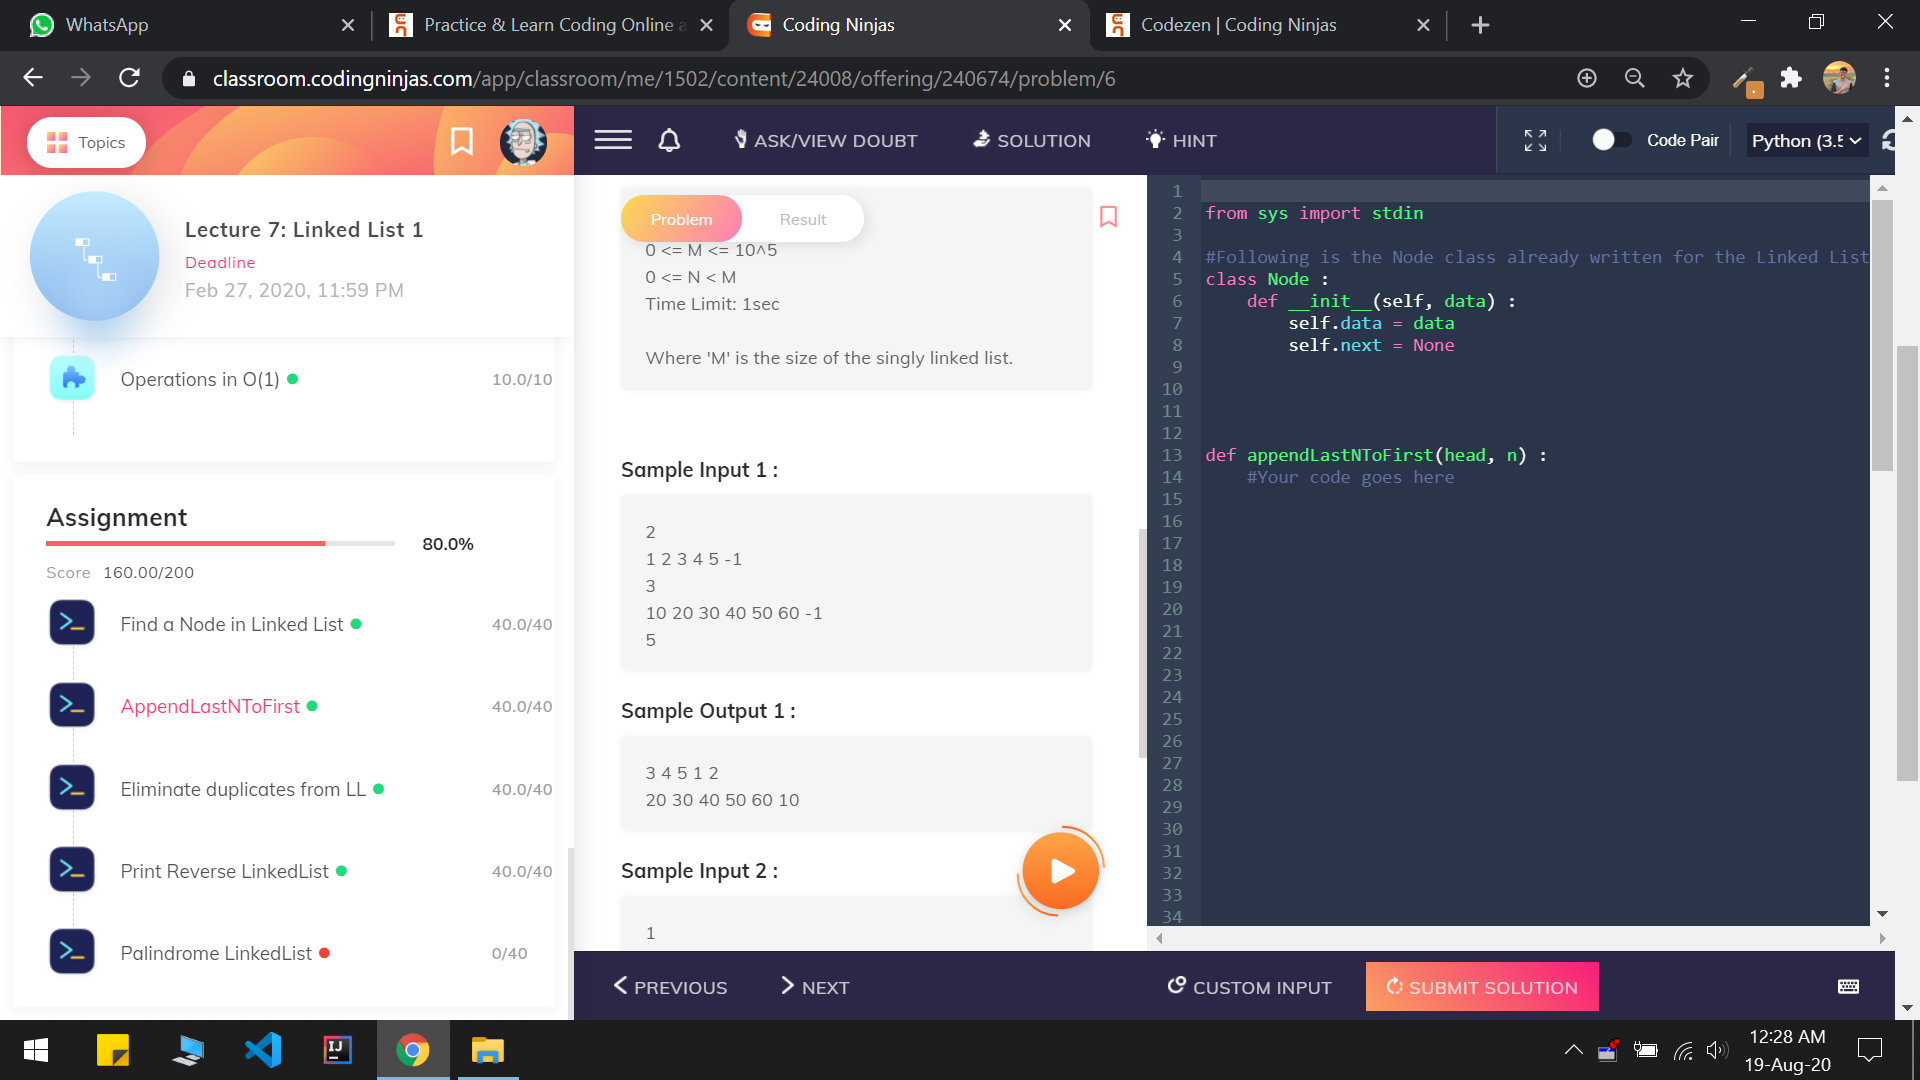 WhatsApp
Practice & Learn Coding Online a
Coding Ninjas
Codezen | Coding Ninjas
classroom.codingninjas.com/app/classroom/me/1502/content/24008/offering/240674/problem/6
Topics
ASK/VIEW DOUBT
SOLUTION
HINT
Code Pair
Python (3.5
Lecture 7: Linked List 1
Deadline
Feb 27, 2020, 11:59 PM
Operations in O(1)
10.0/10
Assignment
80.0%
Score 160.00/200
Find a Node in Linked List
40.0/40
AppendLastNToFirst
40.0/40
Eliminate duplicates from LL
40.0/40
Print Reverse LinkedList
40.0/40
Palindrome LinkedList
0/40
Problem
Result
0 <= M <= 10^5
0 <= N < M
Time Limit: 1sec
Where 'M' is the size of the singly linked list.
Sample Input 1 :
2
1 2 3 4 5 -1
3
10 20 30 40 50 60 -1
5
Sample Output 1 :
3 4 5 1 2
20 30 40 50 60 10
Sample Input 2 :
1
1
2 from sys import stdin
3
4 #Following is the Node class already written for the Linked List
5 class Node :
6 def __init__(self, data) :
7 self.data = data
8 self.next = None
9
10
11
12
13 def appendLastNToFirst(head, n) :
14 #Your code goes here
15
16
17
18
19
20
21
22
23
24
25
26
27
28
29
30
31
32
33
34
PREVIOUS
NEXT
CUSTOM INPUT
SUBMIT SOLUTION
IJ
12:28 AM
19-Aug-20